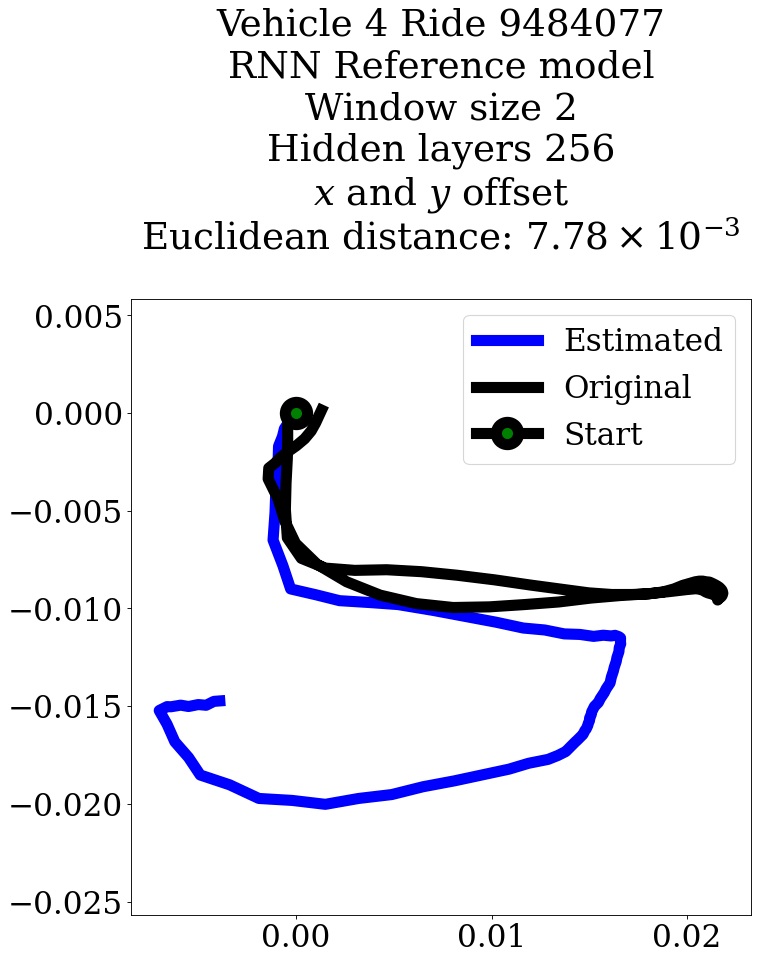 Vehicle 4 Ride 9484077
RNN Reference model
Window size 2
Hidden layers 256
x and y offset
Euclidean distance: 7.78 × 10⁻³
Estimated
Original
Start
0.005
0.000
−0.005
−0.010
−0.015
−0.020
−0.025
0.00 0.01 0.02